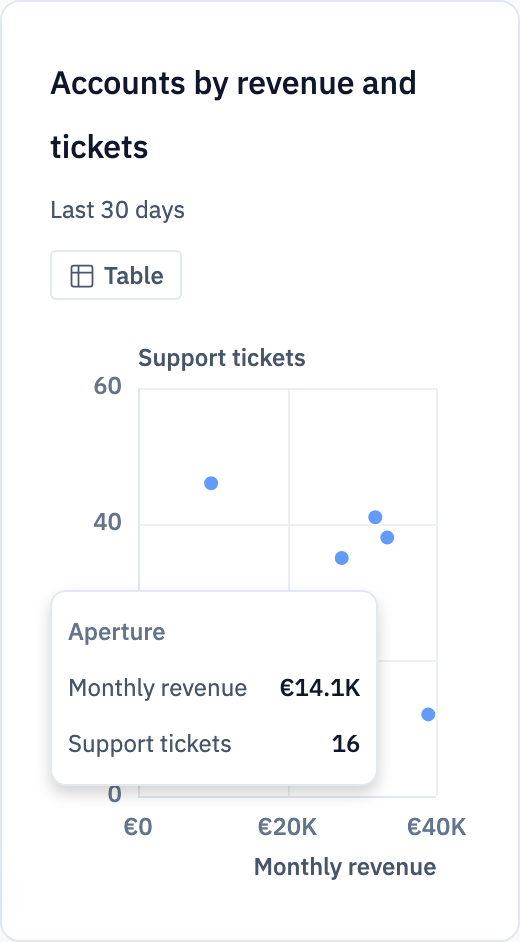 Accounts by revenue and
tickets
Last 30 days
Table
Support tickets
60
40
Aperture
Monthly revenue €14.1K
Support tickets 16
0
€0 €20K €40K
Monthly revenue